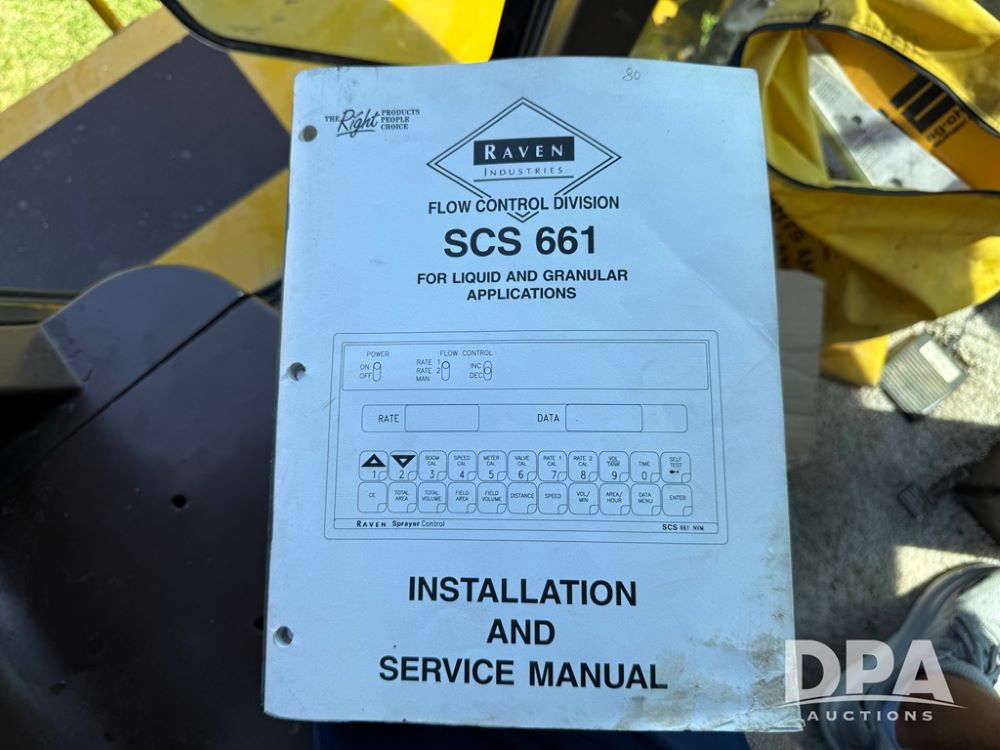 80
THE Right PRODUCTS
PEOPLE
CHOICE
RAVEN
INDUSTRIES
FLOW CONTROL DIVISION
SCS 661
FOR LIQUID AND GRANULAR
APPLICATIONS
POWER
ON
OFF
FLOW CONTROL
RATE 1
RATE 2
MAN
INC
DEC
RATE
DATA
1
2
BOOM CAL 3
SPEED CAL 4
METER CAL 5
VALVE CAL 6
RATE 1 CAL 7
RATE 2 CAL 8
VOL TANK 9
TIME 0
SELF TEST
CE
TOTAL AREA
TOTAL VOLUME
FIELD AREA
FIELD VOLUME
DISTANCE
SPEED
VOL/ MIN
AREA/ HOUR
DATA MENU
ENTER
RAVEN Sprayer Control
SCS 661 NVM
INSTALLATION
AND
SERVICE MANUAL
DPA
AUCTIONS